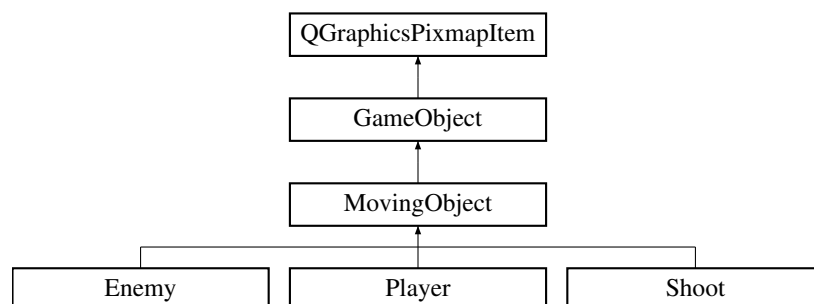 QGraphicsPixmapItem
GameObject
MovingObject
Enemy
Player
Shoot